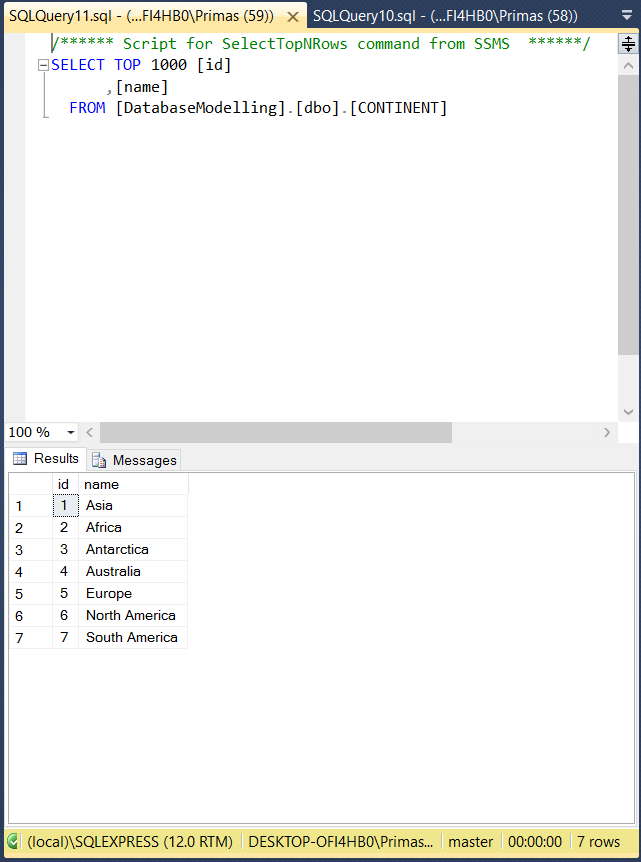 SQLQuery11.sql - (...FI4HB0\Primas (59)) SQLQuery10.sql - (...FI4HB0\Primas (58))
/****** Script for SelectTopNRows command from SSMS  ******/
SELECT TOP 1000 [id]
,[name]
FROM [DatabaseModelling].[dbo].[CONTINENT]
100 %
Results Messages
id name
1 1 Asia
2 2 Africa
3 3 Antarctica
4 4 Australia
5 5 Europe
6 6 North America
7 7 South America
(local)\SQLEXPRESS (12.0 RTM) DESKTOP-OFI4HB0\Primas... master 00:00:00 7 rows